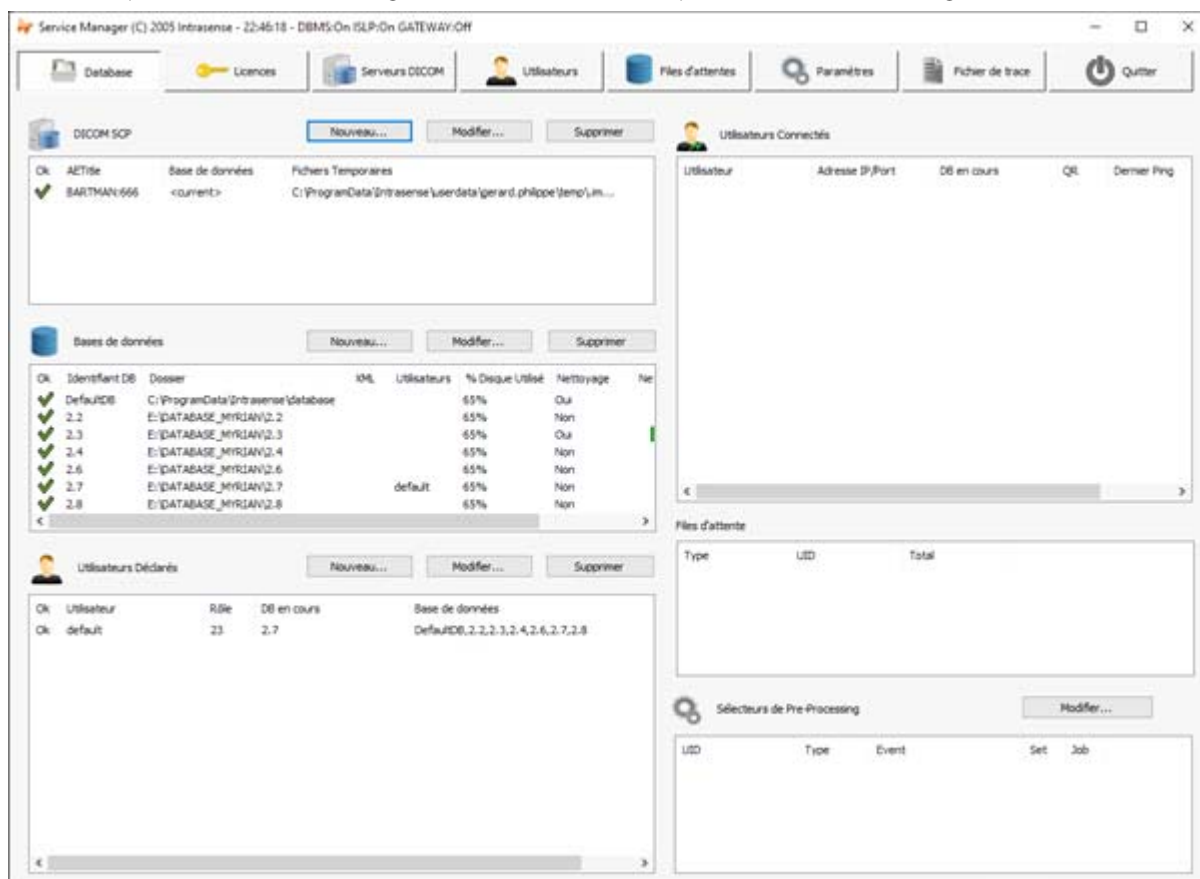 Service Manager (C) 2005 Intrasense - 22:46:18 - DBMS:On ISLP:On GATEWAY:Off
Database Licences Serveurs DICOM Utilisateurs Files d'attentes Paramètres Fichier de trace Quitter
DICOM SCP Nouveau... Modifier... Supprimer
Ok AETitle Base de données Fichiers Temporaires
BARTMAN:666 <current> C:\ProgramData\Intrasense\userdata\gerard.philippe\temp\.im...
Bases de données Nouveau... Modifier... Supprimer
Ok Identifiant DB Dossier XML Utilisateurs % Disque Utilisé Nettoyage Ne
DefaultDB C:\ProgramData\Intrasense\database 65% Oui
2.2 E:\DATABASE_MYRIAN\2.2 65% Non
2.3 E:\DATABASE_MYRIAN\2.3 65% Oui
2.4 E:\DATABASE_MYRIAN\2.4 65% Non
2.6 E:\DATABASE_MYRIAN\2.6 65% Non
2.7 E:\DATABASE_MYRIAN\2.7 default 65% Non
2.8 E:\DATABASE_MYRIAN\2.8 65% Non
Utilisateurs Déclarés Nouveau... Modifier... Supprimer
Ok Utilisateur Rôle DB en cours Base de données
Ok default 23 2.7 DefaultDB,2.2,2.3,2.4,2.6,2.7,2.8
Utilisateurs Connectés
Utilisateur Adresse IP/Port DB en cours QR Dernier Ping
Files d'attente
Type UID Total
Sélecteurs de Pre-Processing Modifier...
UID Type Event Set Job